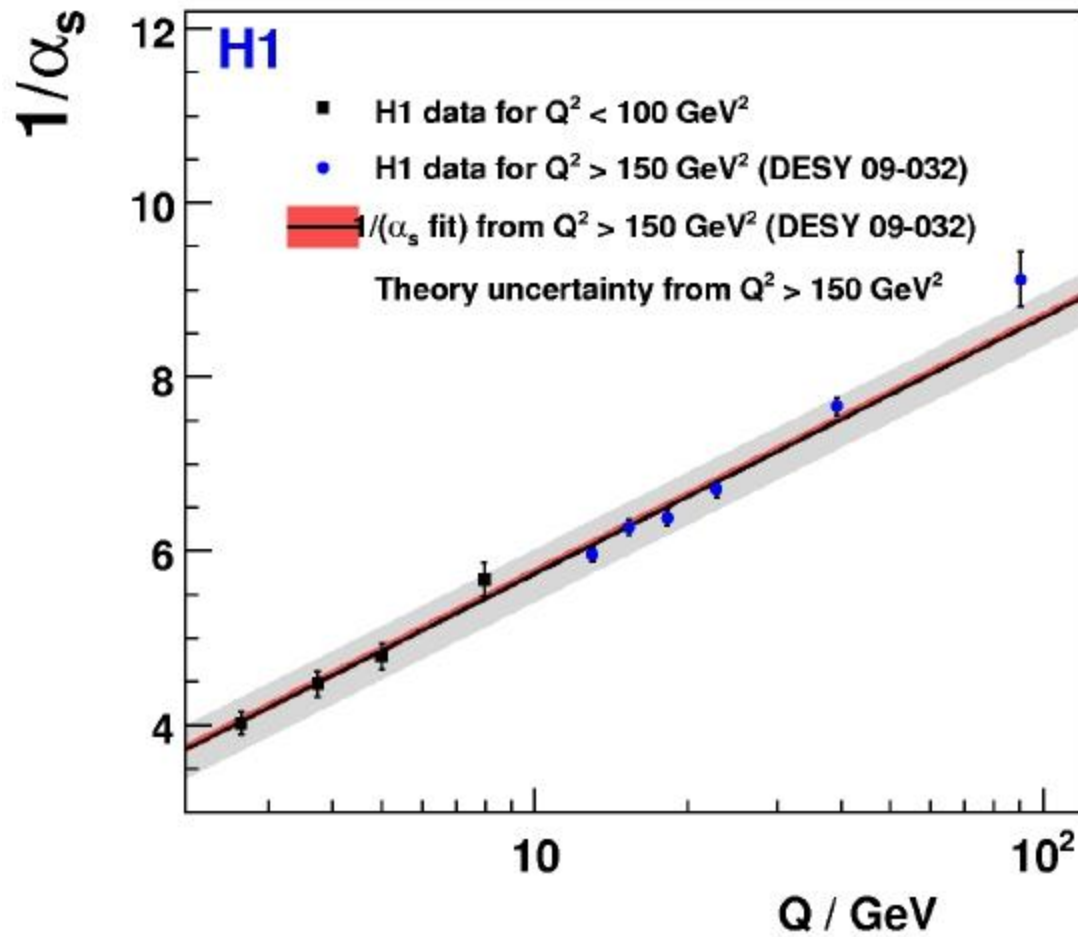 1/αs
12
10
8
6
4
H1
H1 data for Q² < 100 GeV²
H1 data for Q² > 150 GeV² (DESY 09-032)
1/(αs fit) from Q² > 150 GeV² (DESY 09-032)
Theory uncertainty from Q² > 150 GeV²
10
10²
Q / GeV